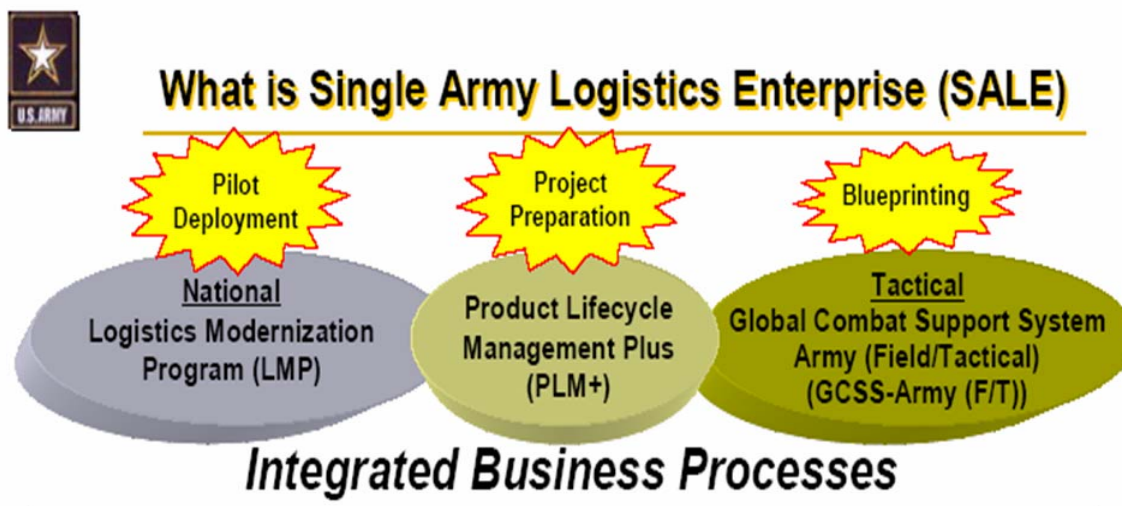 U.S.ARMY
What is Single Army Logistics Enterprise (SALE)
Pilot
Deployment
Project
Preparation
Blueprinting
National
Logistics Modernization
Program (LMP)
Product Lifecycle
Management Plus
(PLM+)
Tactical
Global Combat Support System
Army (Field/Tactical)
(GCSS-Army (F/T))
Integrated Business Processes